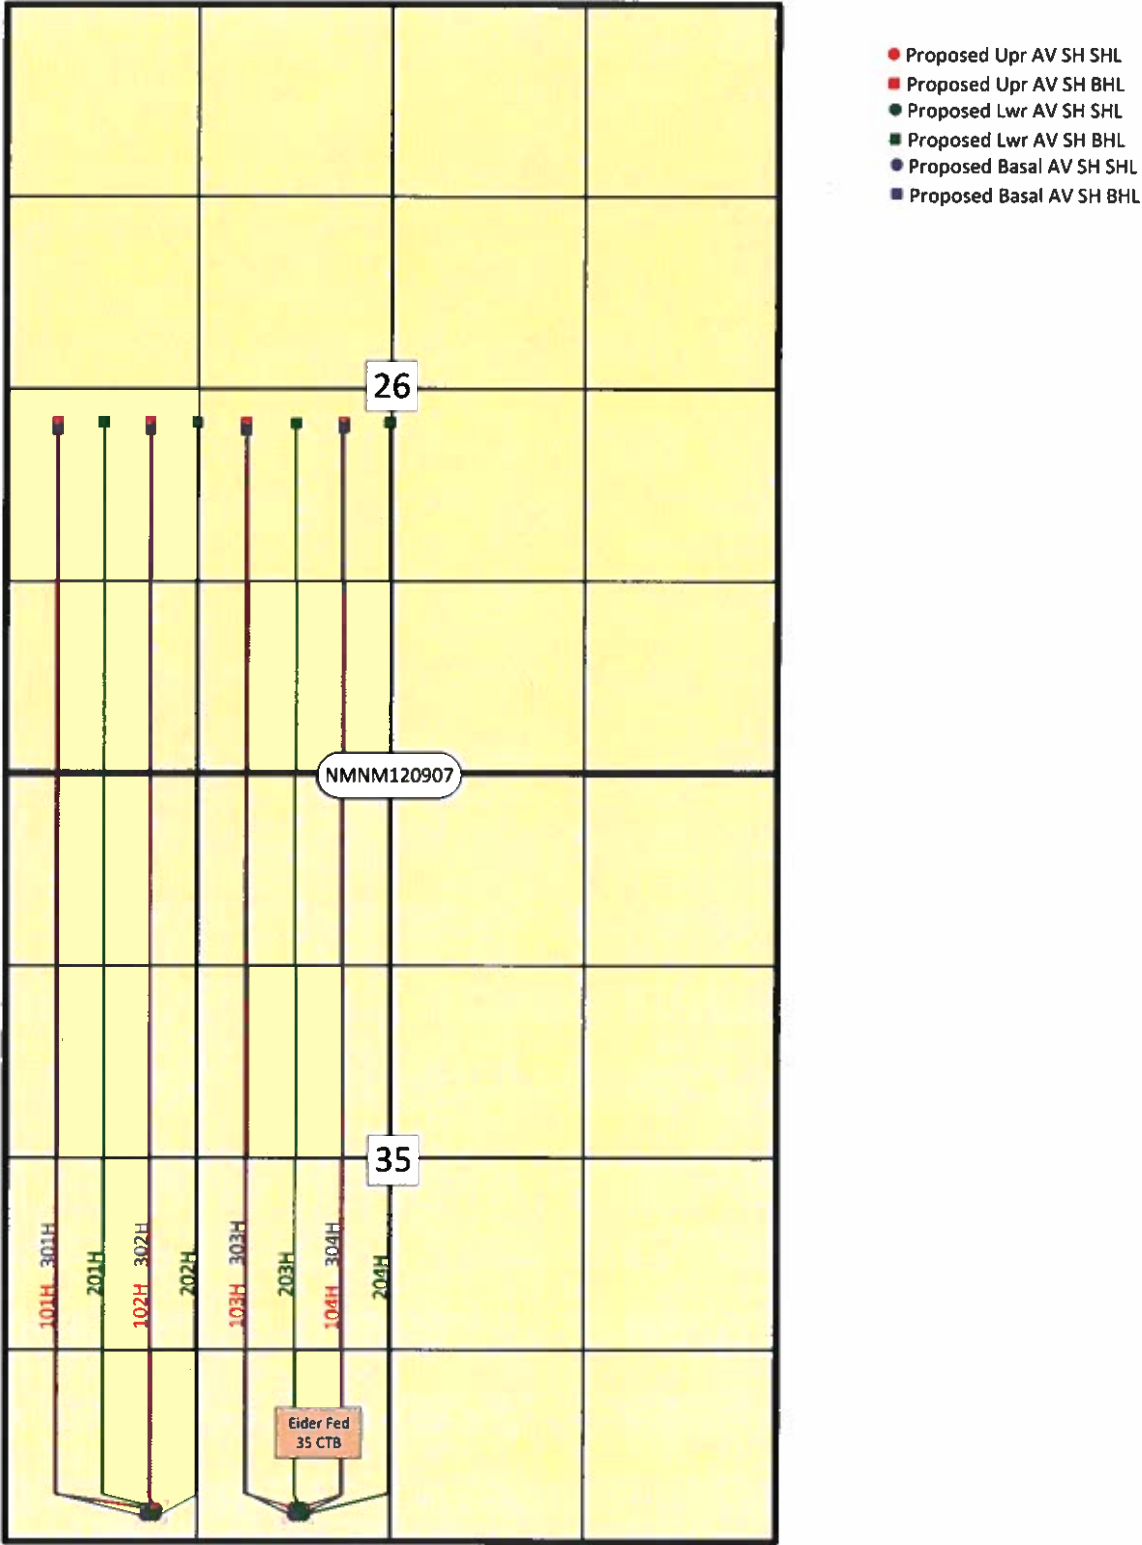 Proposed Upr AV SH SHL
Proposed Upr AV SH BHL
Proposed Lwr AV SH SHL
Proposed Lwr AV SH BHL
Proposed Basal AV SH SHL
Proposed Basal AV SH BHL
26
NMNM120907
35
101H 301H
201H
102H 302H
202H
103H 303H
203H
104H 304H
204H
Eider Fed
35 CTB